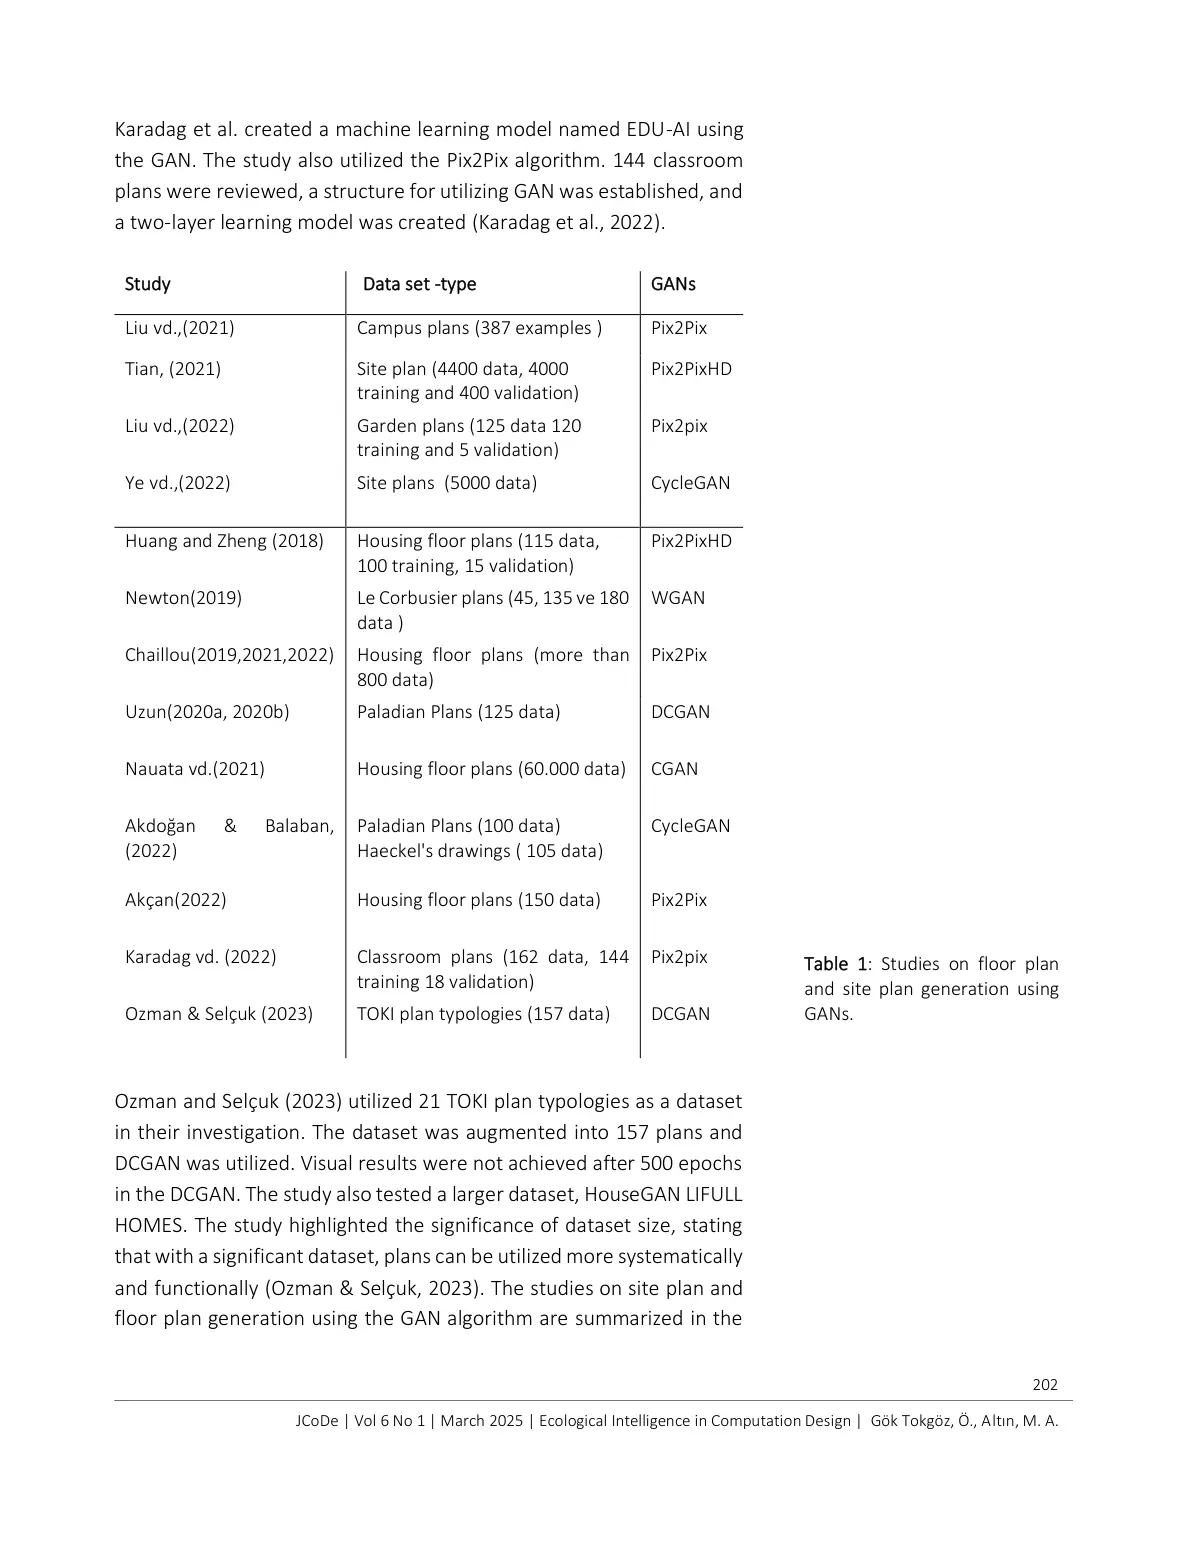 Karadag et al. created a machine learning model named EDU-AI using
the GAN. The study also utilized the Pix2Pix algorithm. 144 classroom
plans were reviewed, a structure for utilizing GAN was established, and
a two-layer learning model was created (Karadag et al., 2022).
Study Data set -type GANs
Liu vd.,(2021) Campus plans (387 examples ) Pix2Pix
Tian, (2021) Site plan (4400 data, 4000 Pix2PixHD
training and 400 validation)
Liu vd.,(2022) Garden plans (125 data 120 Pix2pix
training and 5 validation)
Ye vd.,(2022) Site plans (5000 data) CycleGAN
Huang and Zheng (2018) Housing floor plans (115 data, Pix2PixHD
100 training, 15 validation)
Newton(2019) Le Corbusier plans (45, 135 ve 180 WGAN
data )
Chaillou(2019,2021,2022) Housing floor plans (more than Pix2Pix
800 data)
Uzun(2020a, 2020b) Paladian Plans (125 data) DCGAN
Nauata vd.(2021) Housing floor plans (60.000 data) CGAN
Akdoğan & Balaban, Paladian Plans (100 data) CycleGAN
(2022) Haeckel's drawings ( 105 data)
Akçan(2022) Housing floor plans (150 data) Pix2Pix
Karadag vd. (2022) Classroom plans (162 data, 144 Pix2pix
training 18 validation)
Ozman & Selçuk (2023) TOKI plan typologies (157 data) DCGAN
Table 1: Studies on floor plan
and site plan generation using
GANs.
Ozman and Selçuk (2023) utilized 21 TOKI plan typologies as a dataset
in their investigation. The dataset was augmented into 157 plans and
DCGAN was utilized. Visual results were not achieved after 500 epochs
in the DCGAN. The study also tested a larger dataset, HouseGAN LIFULL
HOMES. The study highlighted the significance of dataset size, stating
that with a significant dataset, plans can be utilized more systematically
and functionally (Ozman & Selçuk, 2023). The studies on site plan and
floor plan generation using the GAN algorithm are summarized in the
202
JCoDe | Vol 6 No 1 | March 2025 | Ecological Intelligence in Computation Design | Gök Tokgöz, Ö., Altın, M. A.